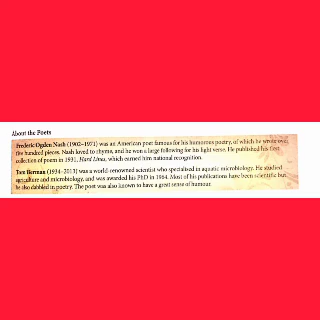 About the Poets
Frederic Ogden Nash (1902–1971) was an American poet famous for his humorous poetry, of which he wrote over
five hundred pieces. Nash loved to rhyme, and he won a large following for his light verse. He published his first
collection of poem in 1931, Hard Lines, which earned him national recognition.
Tom Berman (1934–2013) was a world-renowned scientist who specialised in aquatic microbiology. He studied
agriculture and microbiology, and was awarded his PhD in 1964. Most of his publications have been scientific but
he also dabbled in poetry. The poet was also known to have a great sense of humour.